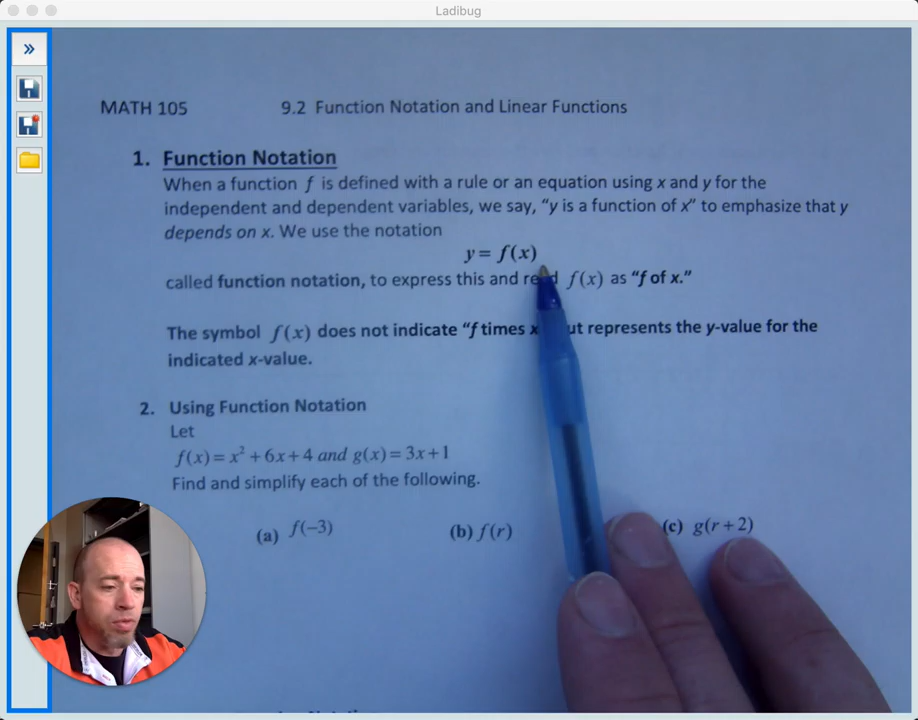 Ladibug
MATH 105 9.2 Function Notation and Linear Functions
1. Function Notation
When a function f is defined with a rule or an equation using x and y for the
independent and dependent variables, we say, “y is a function of x” to emphasize that y
depends on x. We use the notation
y = f(x)
called function notation, to express this and f(x) as “f of x.”
The symbol f(x) does not indicate “f times represents the y-value for the
indicated x-value.
2. Using Function Notation
Let
f(x) = x² + 6x + 4 and g(x) = 3x + 1
Find and simplify each of the following.
(a) f(−3) (b) f(r) (c) g(r + 2)